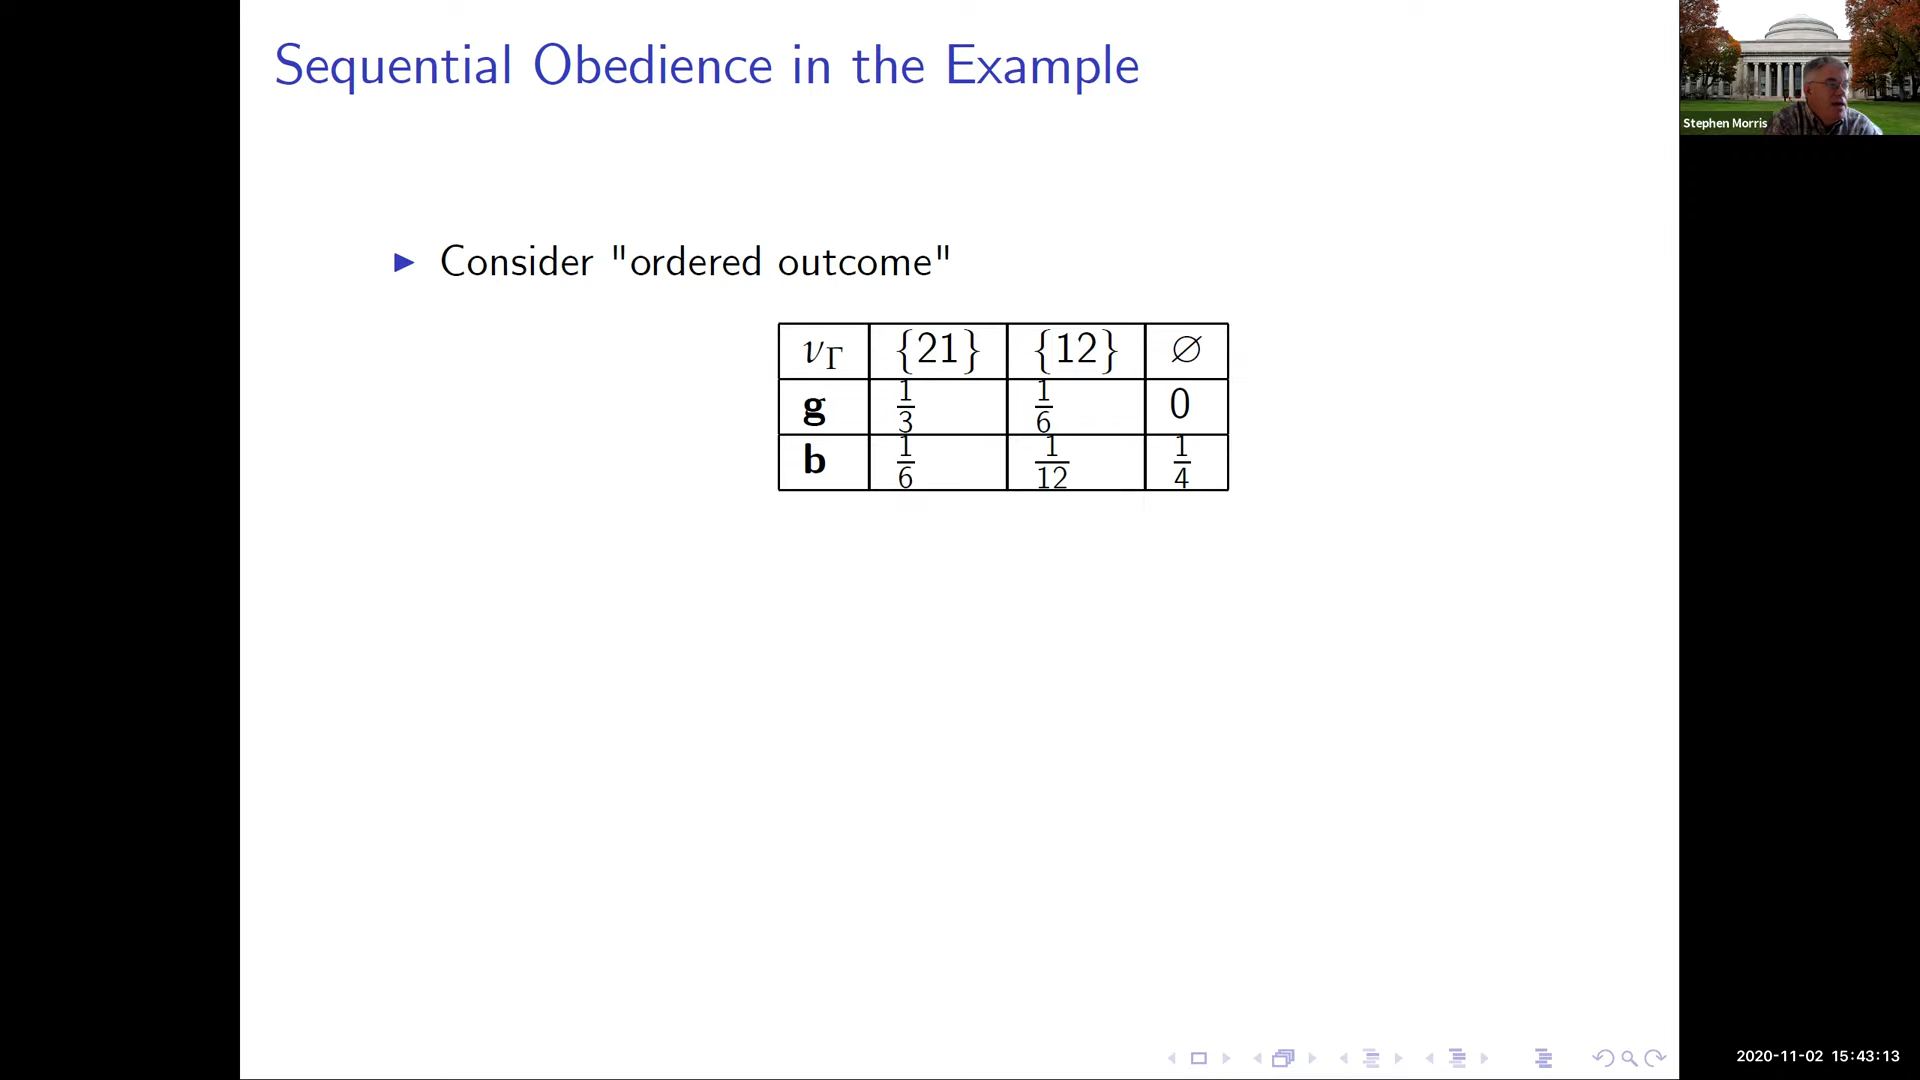 Sequential Obedience in the Example
Stephen Morris
► Consider "ordered outcome"
ν_Γ {21} {12} ∅
g 1/3 1/6 0
b 1/6 1/12 1/4
2020-11-02 15:43:13